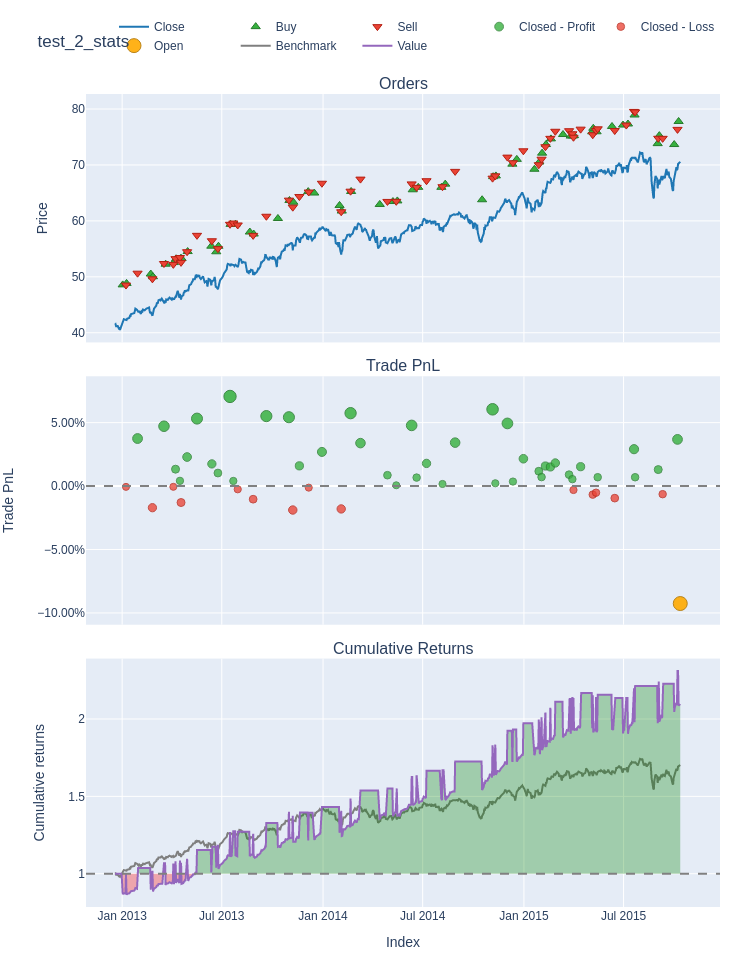 test_2_stats
Close Buy Sell Closed - Profit Closed - Loss
Open Benchmark Value
Orders
80
70
60
50
40
Price
Trade PnL
5.00%
0.00%
−5.00%
−10.00%
Trade PnL
Cumulative Returns
2
1.5
1
Cumulative returns
Jan 2013 Jul 2013 Jan 2014 Jul 2014 Jan 2015 Jul 2015
Index